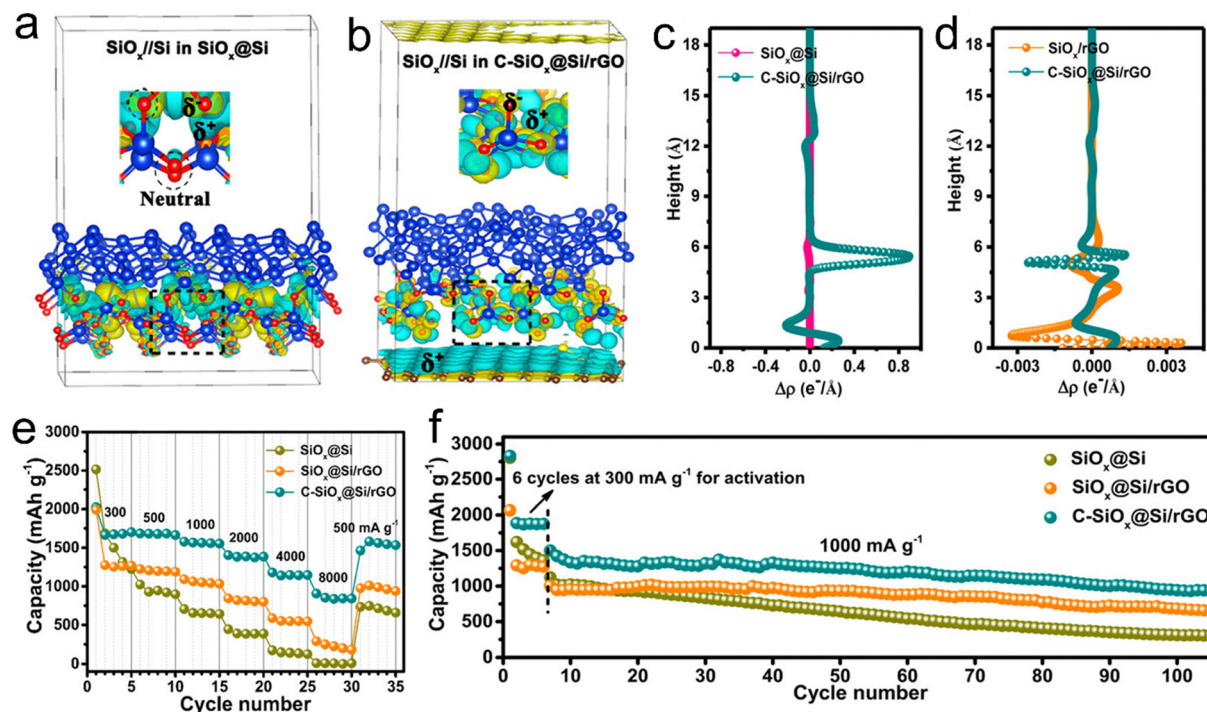 a
SiOₓ//Si in SiOₓ@Si
δ⁻
δ⁺
Neutral
b
SiOₓ//Si in C-SiOₓ@Si/rGO
δ⁻
δ⁺
δ⁺
c
SiOₓ@Si
C-SiOₓ@Si/rGO
Height (Å)
18
15
12
9
6
3
0
-0.9 -0.4 0.0 0.4 0.8
Δρ (e⁻/Å)
d
SiOₓ/rGO
C-SiOₓ@Si/rGO
Height (Å)
18
15
12
9
6
3
0
-0.003 0.000 0.003
Δρ (e⁻/Å)
e
SiOₓ@Si
SiOₓ@Si/rGO
C-SiOₓ@Si/rGO
300 500 1000 2000 4000 8000 500 mA g⁻¹
Capacity (mAh g⁻¹)
3000
2500
2000
1500
1000
500
0
0 5 10 15 20 25 30 35
Cycle number
f
SiOₓ@Si
SiOₓ@Si/rGO
C-SiOₓ@Si/rGO
6 cycles at 300 mA g⁻¹ for activation
1000 mA g⁻¹
Capacity (mAh g⁻¹)
3000
2500
2000
1500
1000
500
0
0 10 20 30 40 50 60 70 80 90 100
Cycle number